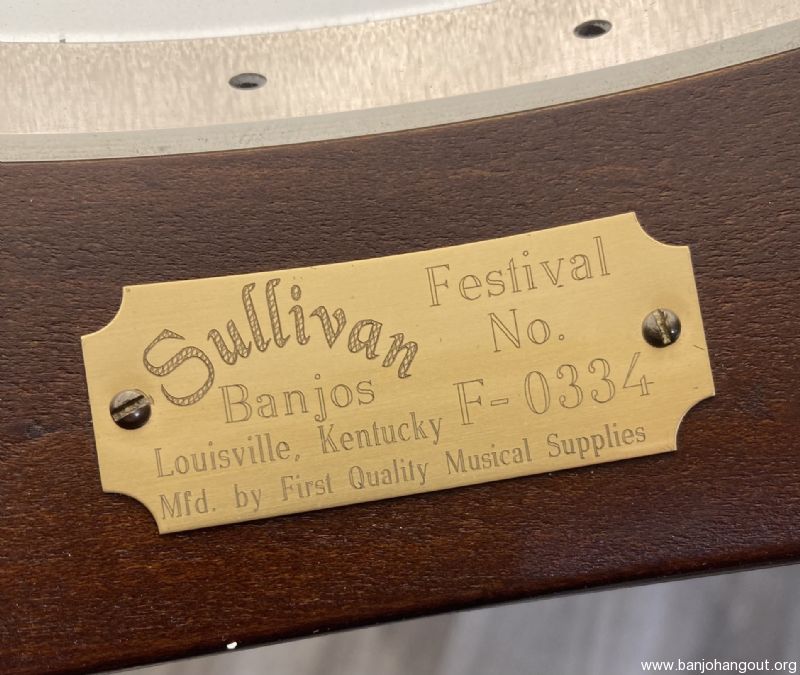 Sullivan
Banjos
Festival
No.
F-0334
Louisville, Kentucky
Mfd. by First Quality Musical Supplies
www.banjohangout.org